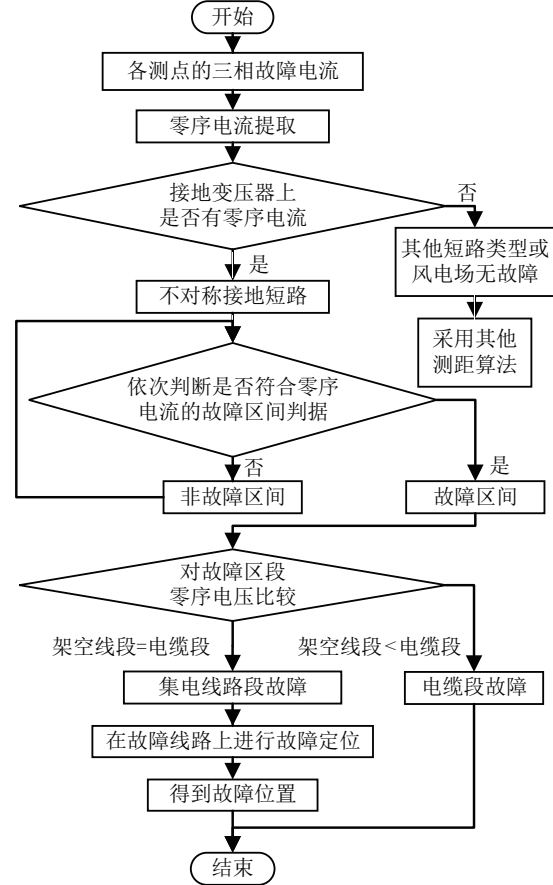 开始
各测点的三相故障电流
零序电流提取
接地变压器上
是否有零序电流
否
是
其他短路类型或
风电场无故障
不对称接地短路
采用其他
测距算法
依次判断是否符合零序
电流的故障区间判据
否
是
非故障区间
故障区间
对故障区段
零序电压比较
架空线段=电缆段
架空线段<电缆段
集电线路段故障
电缆段故障
在故障线路上进行故障定位
得到故障位置
结束